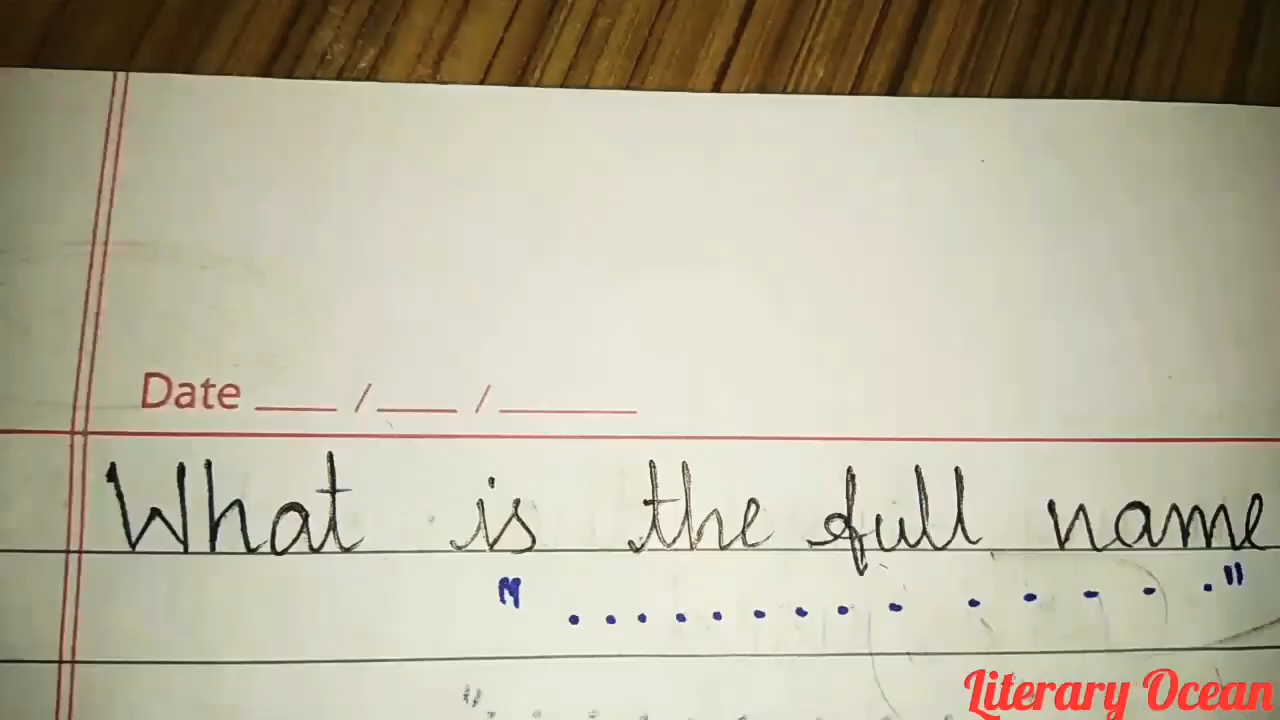 Date ___ /___ /_____
What is the full name
" . . . . . . . . . . . . . . "
Literary Ocean